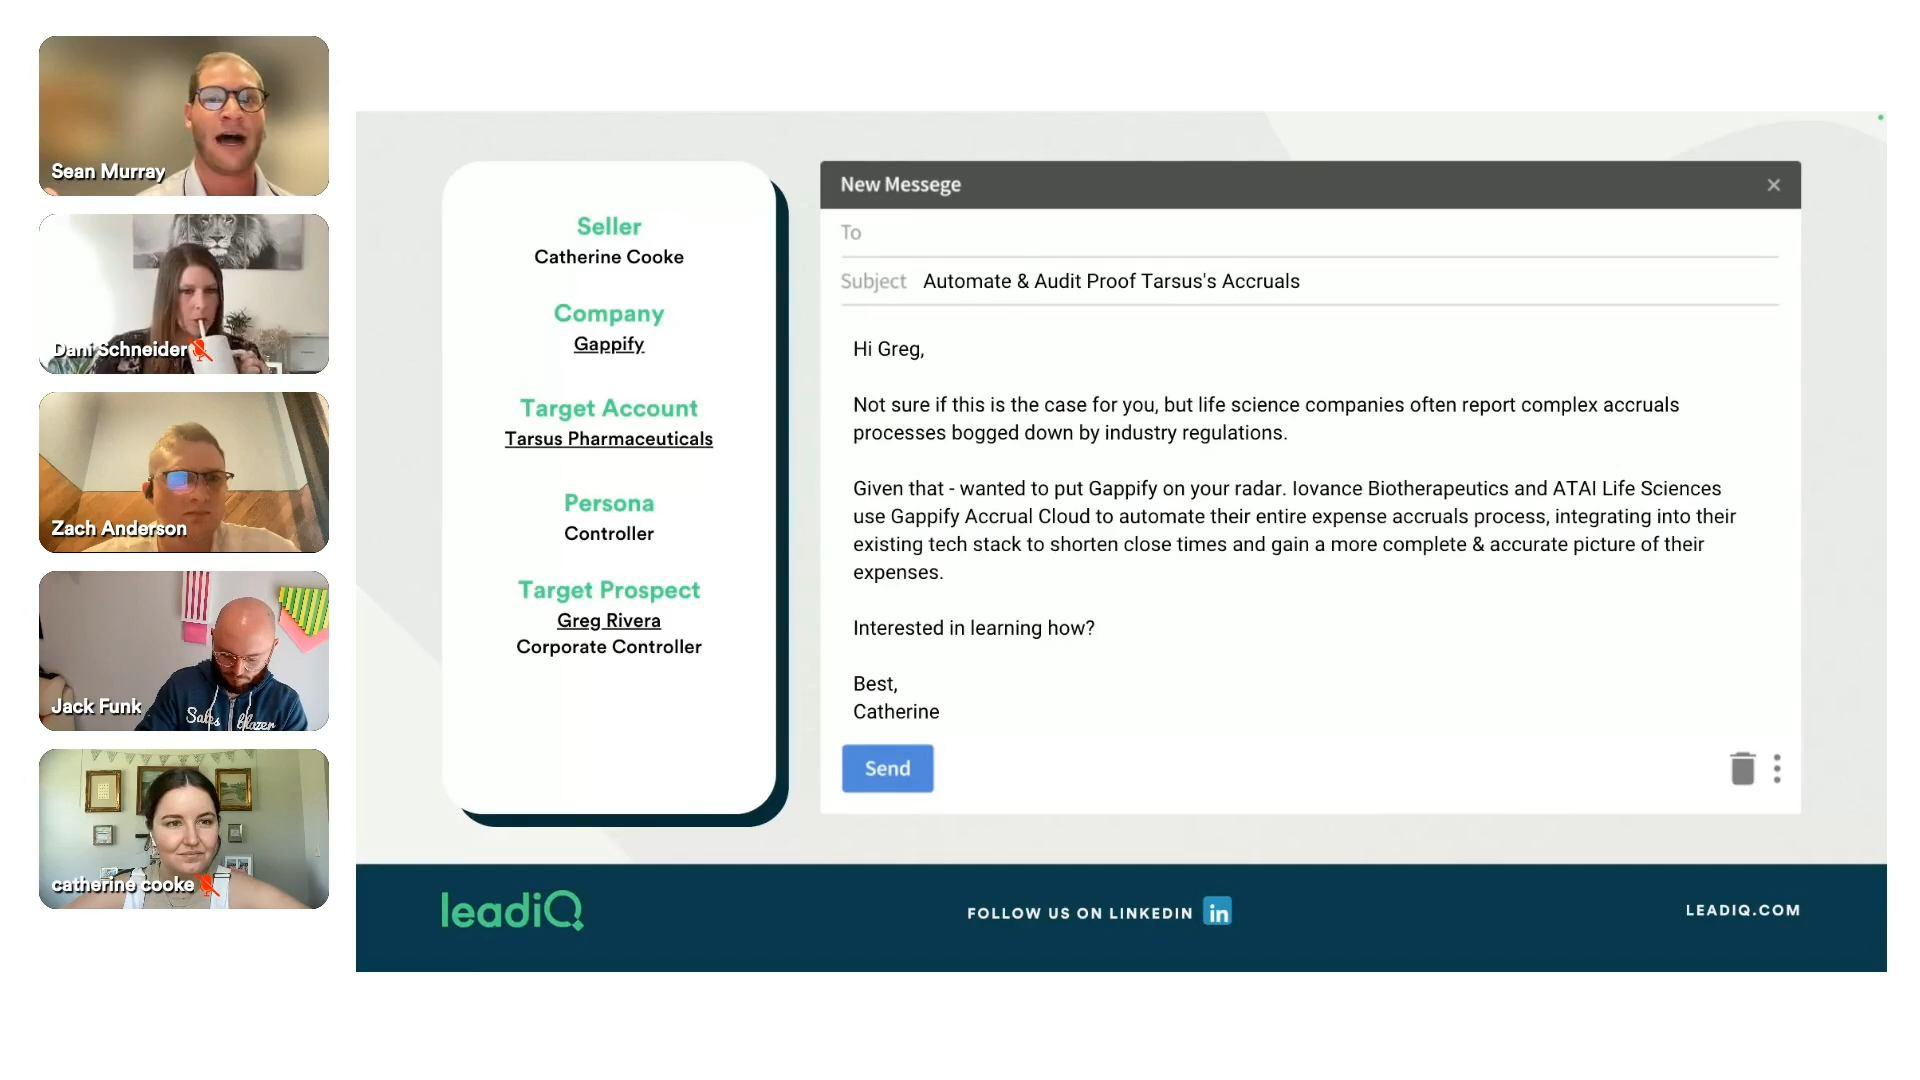 Sean Murray
Dani Schneider
Zach Anderson
Jack Funk
Sales Blazer
catherine cooke
Seller
Catherine Cooke
Company
Gappify
Target Account
Tarsus Pharmaceuticals
Persona
Controller
Target Prospect
Greg Rivera
Corporate Controller
New Messege
To
Subject Automate & Audit Proof Tarsus's Accruals
Hi Greg,
Not sure if this is the case for you, but life science companies often report complex accruals
processes bogged down by industry regulations.
Given that - wanted to put Gappify on your radar. Iovance Biotherapeutics and ATAI Life Sciences
use Gappify Accrual Cloud to automate their entire expense accruals process, integrating into their
existing tech stack to shorten close times and gain a more complete & accurate picture of their
expenses.
Interested in learning how?
Best,
Catherine
Send
leadiQ
FOLLOW US ON LINKEDIN in
LEADIQ.COM